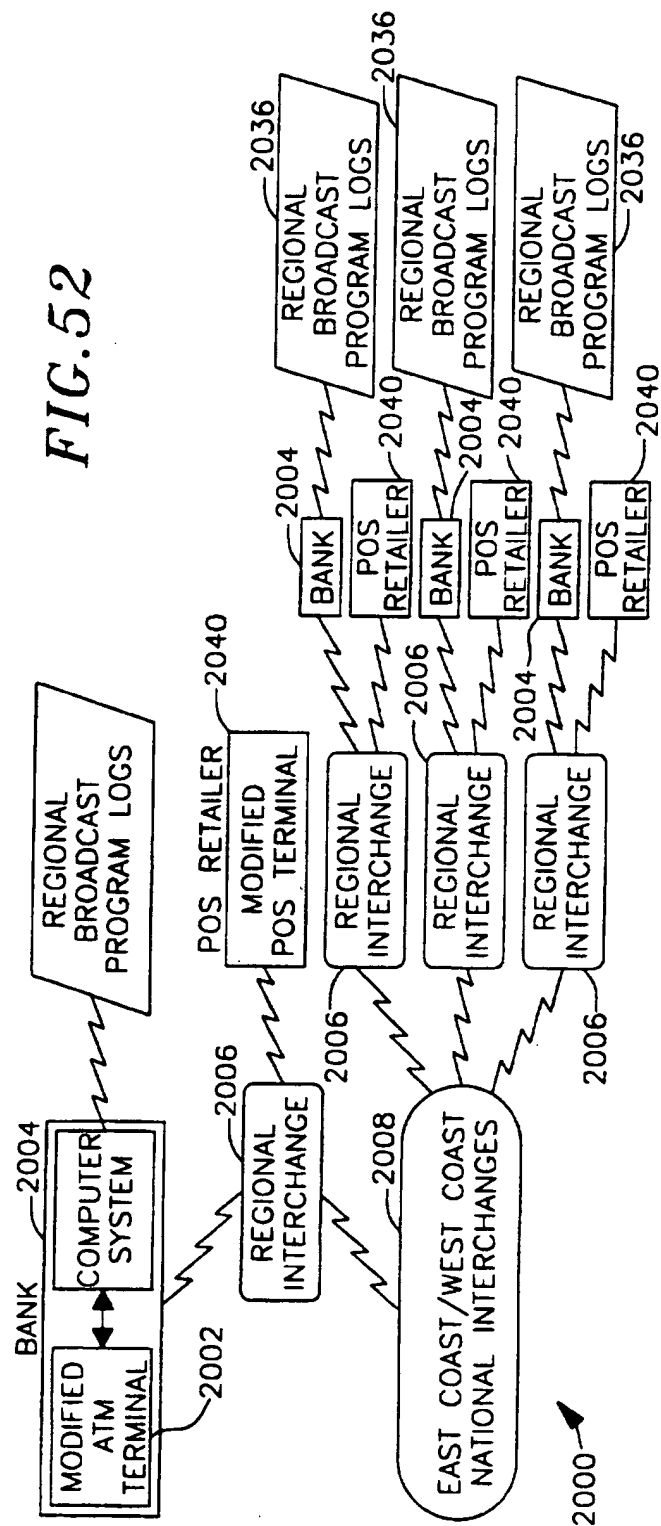 FIG.52
BANK
2004
MODIFIED
ATM
TERMINAL
COMPUTER
SYSTEM
2002
REGIONAL
BROADCAST
PROGRAM LOGS
REGIONAL
INTERCHANGE
2006
POS RETAILER
MODIFIED
POS TERMINAL
2040
EAST COAST/WEST COAST
NATIONAL INTERCHANGES
2008
2000
REGIONAL
INTERCHANGE
2006
REGIONAL
INTERCHANGE
2006
REGIONAL
INTERCHANGE
2006
BANK
2004
POS
RETAILER
2040
BANK
2004
POS
RETAILER
2040
BANK
2004
POS
RETAILER
2040
REGIONAL
BROADCAST
PROGRAM LOGS
2036
REGIONAL
BROADCAST
PROGRAM LOGS
2036
REGIONAL
BROADCAST
PROGRAM LOGS
2036